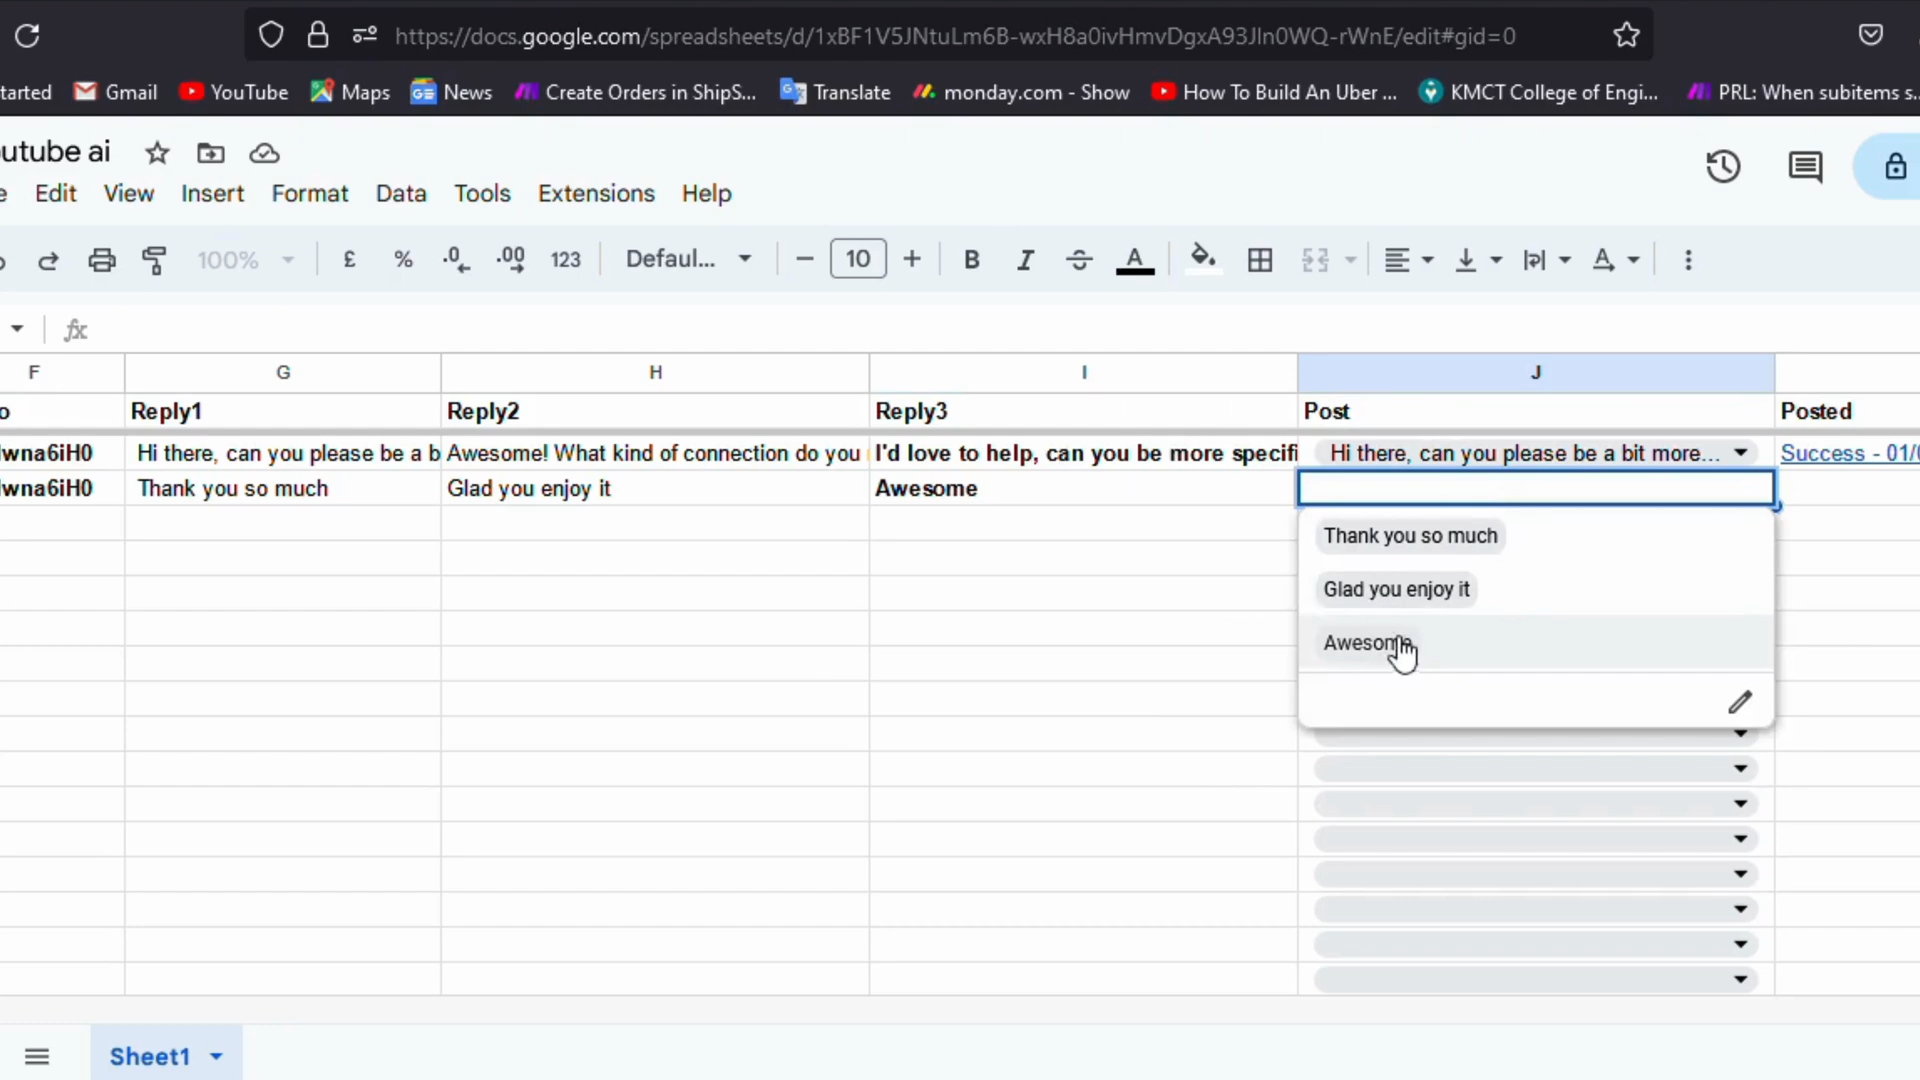 https://docs.google.com/spreadsheets/d/1xBF1V5JNtuLm6B-wxH8a0ivHmvDgxA93Jln0WQ-rWnE/edit#gid=0
tarted Gmail YouTube Maps News Create Orders in ShipS... Translate monday.com - Show How To Build An Uber ... KMCT College of Engi... PRL: When subitems s...
utube ai
e Edit View Insert Format Data Tools Extensions Help
100% £ % .0 .00 123 Defaul... − 10 + B I A
fx
F G H I J
o Reply1 Reply2 Reply3 Post Posted
wna6iH0 Hi there, can you please be a b Awesome! What kind of connection do you I'd love to help, can you be more specifi Hi there, can you please be a bit more... Success - 01/0
wna6iH0 Thank you so much Glad you enjoy it Awesome
Thank you so much
Glad you enjoy it
Awesome
Sheet1